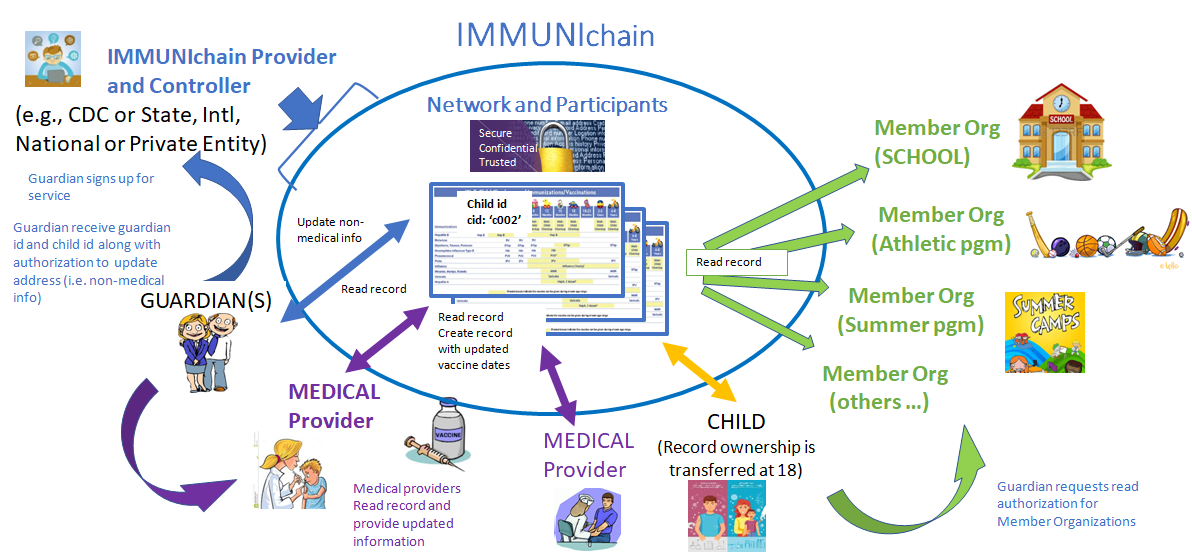 IMMUNIchain
IMMUNIchain Provider
and Controller
(e.g., CDC or State, Intl,
National or Private Entity)
Guardian signs up for
service
Guardian receive guardian
id and child id along with
authorization to update
address (i.e. non-medical
info)
GUARDIAN(S)
Network and Participants
Secure
Confidential
Trusted
Immunizations/Vaccinations
Child id
cid: ‘c002’
Update non-
medical info
Read record
Read record
Create record
with updated
vaccine dates
Read record
Member Org
(SCHOOL)
SCHOOL
Member Org
(Athletic pgm)
Member Org
(Summer pgm)
SUMMER
CAMPS
Member Org
(others ...)
MEDICAL
Provider
VACCINE
Medical providers
Read record and
provide updated
information
MEDICAL
Provider
CHILD
(Record ownership is
transferred at 18)
Guardian requests read
authorization for
Member Organizations